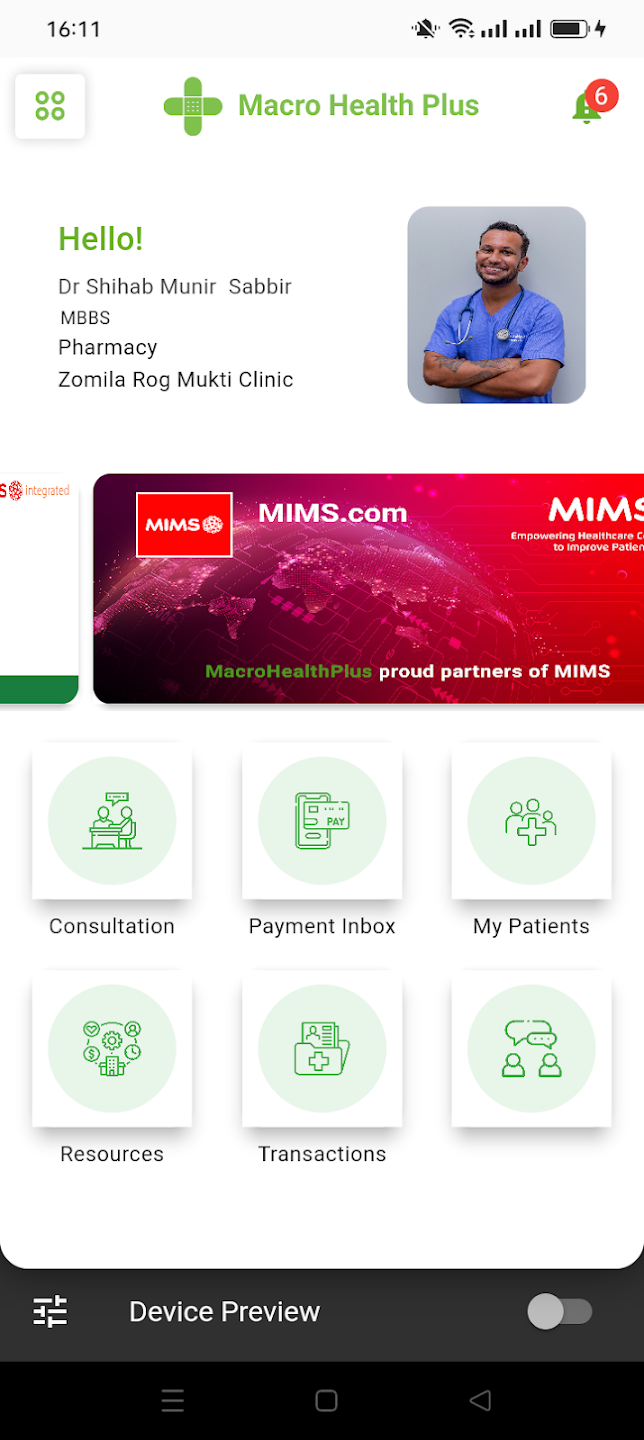 16:11
Macro Health Plus
6
Hello!
Dr Shihab Munir Sabbir
MBBS
Pharmacy
Zomila Rog Mukti Clinic
S Integrated
MIMS
MIMS.com
MIMS
Empowering Healthcare Co
to Improve Patien
MacroHealthPlus proud partners of MIMS
PAY
Consultation
Payment Inbox
My Patients
$
Resources
Transactions
Device Preview